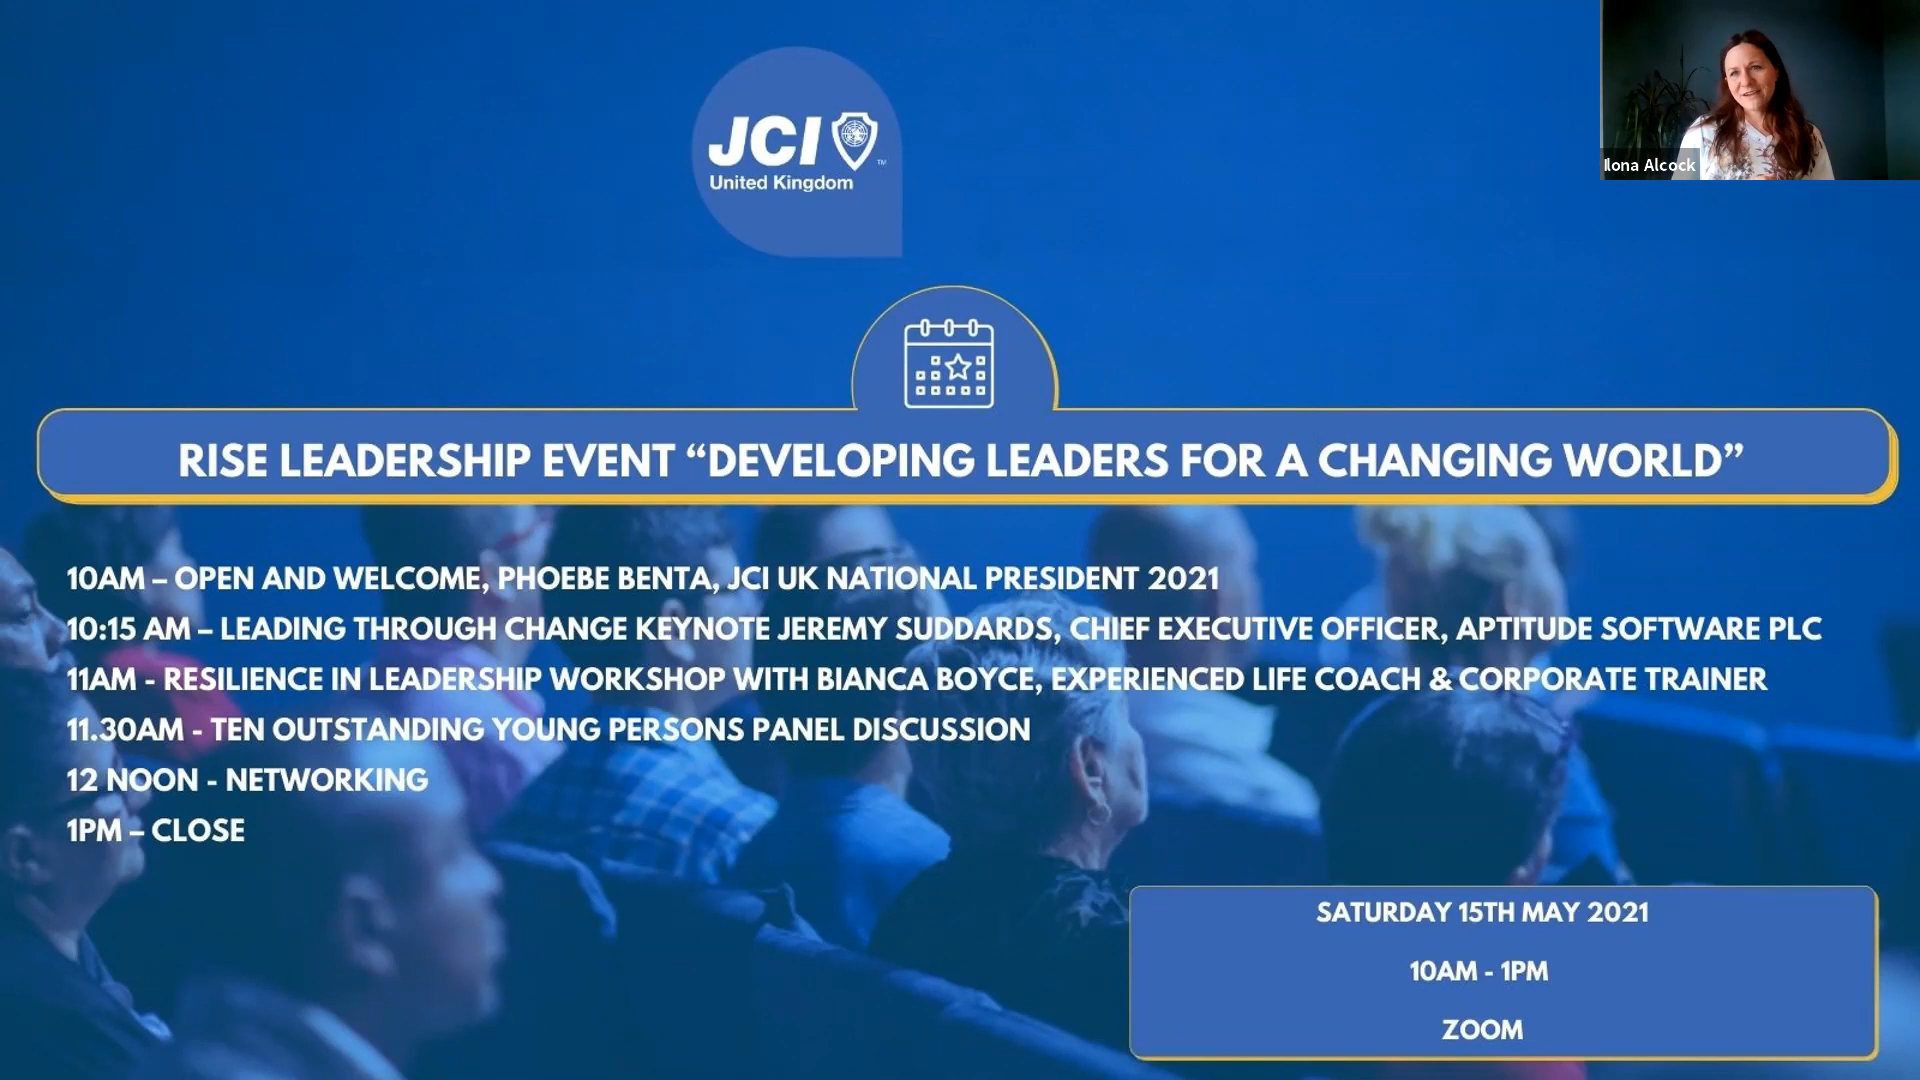 JCI
™
United Kingdom
Ilona Alcock
RISE LEADERSHIP EVENT “DEVELOPING LEADERS FOR A CHANGING WORLD”
10AM – OPEN AND WELCOME, PHOEBE BENTA, JCI UK NATIONAL PRESIDENT 2021
10:15 AM – LEADING THROUGH CHANGE KEYNOTE JEREMY SUDDARDS, CHIEF EXECUTIVE OFFICER, APTITUDE SOFTWARE PLC
11AM - RESILIENCE IN LEADERSHIP WORKSHOP WITH BIANCA BOYCE, EXPERIENCED LIFE COACH & CORPORATE TRAINER
11.30AM - TEN OUTSTANDING YOUNG PERSONS PANEL DISCUSSION
12 NOON - NETWORKING
1PM – CLOSE
SATURDAY 15TH MAY 2021
10AM - 1PM
ZOOM